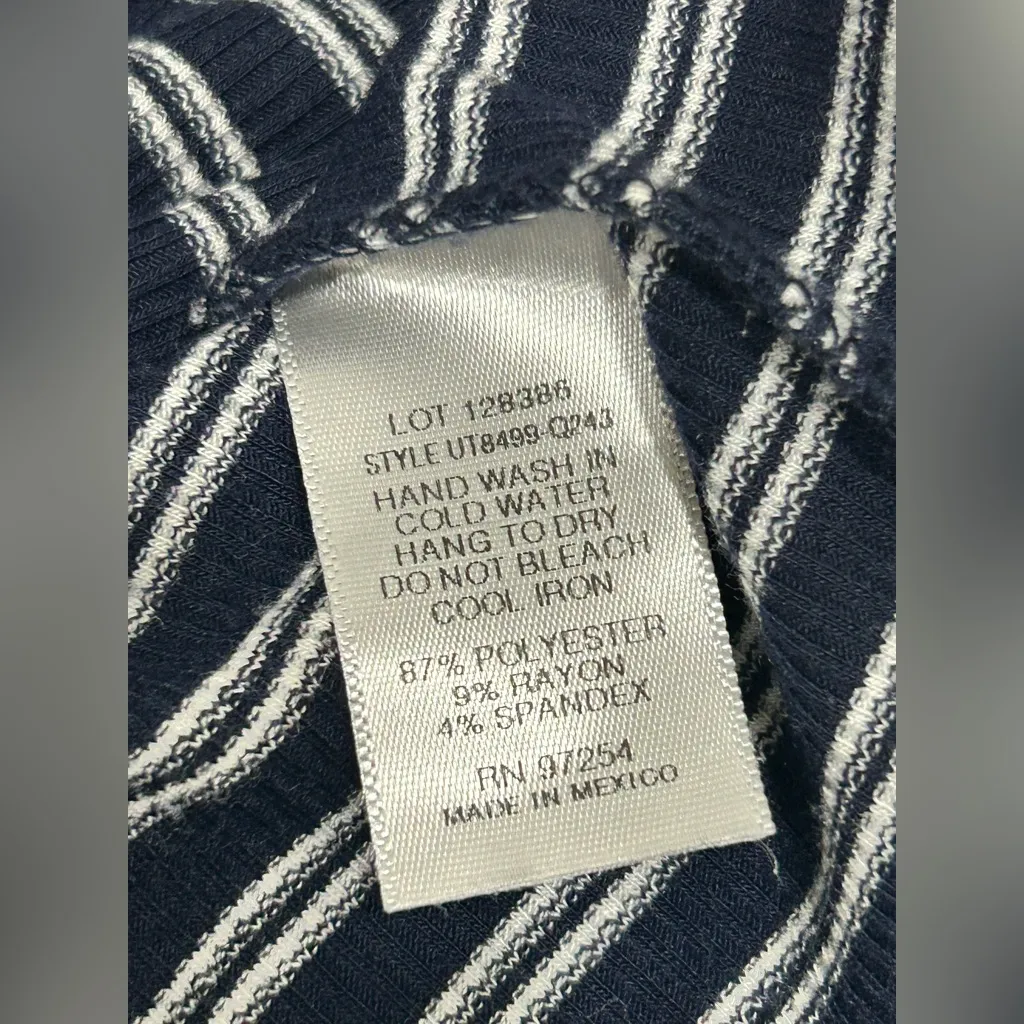 LOT 128386
STYLE UT8499-Q243
HAND WASH IN
COLD WATER
HANG TO DRY
DO NOT BLEACH
COOL IRON
87% POLYESTER
9% RAYON
4% SPANDEX
RN 97254
MADE IN MEXICO